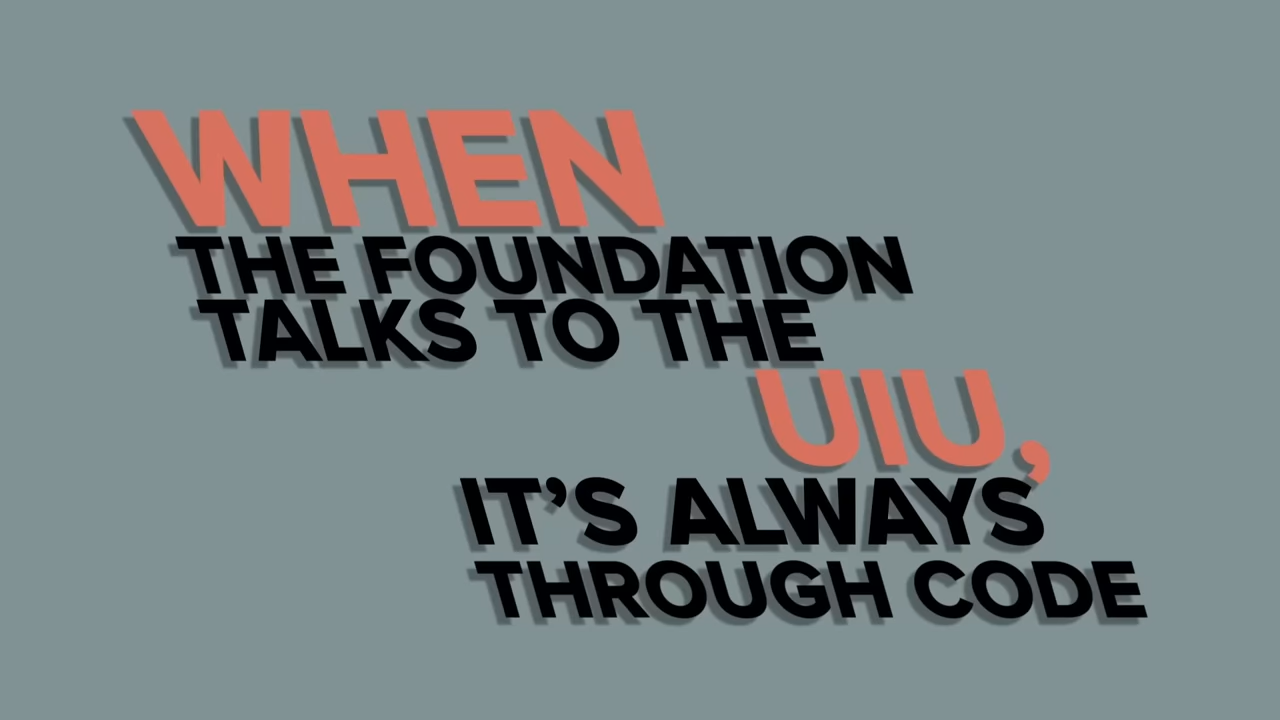 WHEN
THE FOUNDATION
TALKS TO THE
UIU,
IT’S ALWAYS
THROUGH CODE